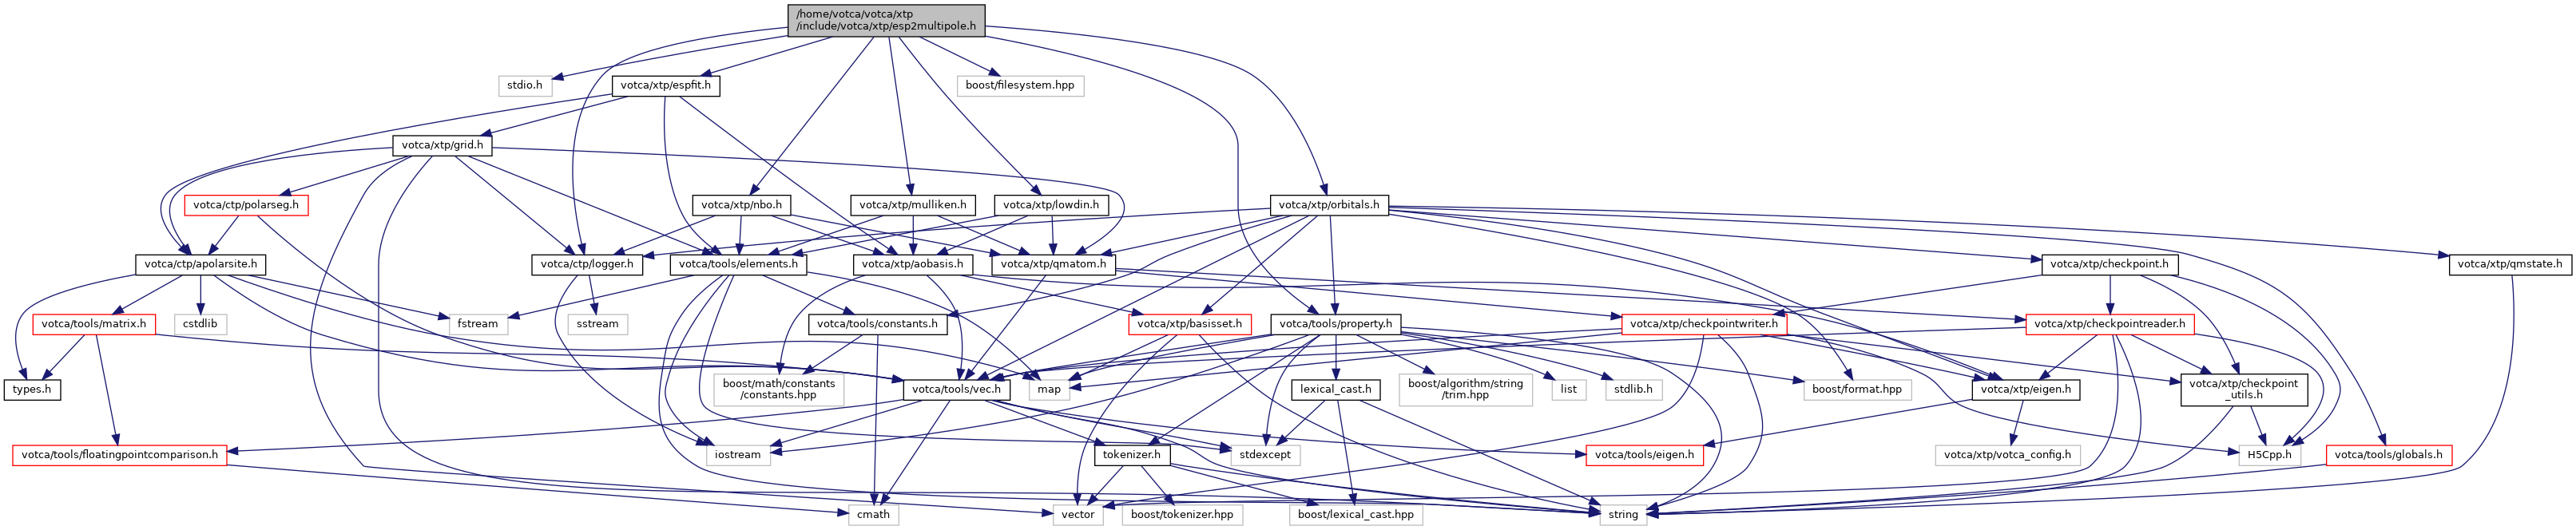 /home/votca/votca/xtp
/include/votca/xtp/esp2multipole.h
stdio.h
votca/xtp/espfit.h
boost/filesystem.hpp
votca/xtp/grid.h
votca/ctp/polarseg.h
votca/xtp/nbo.h
votca/xtp/mulliken.h
votca/xtp/lowdin.h
votca/xtp/orbitals.h
votca/ctp/apolarsite.h
votca/ctp/logger.h
votca/tools/elements.h
votca/xtp/aobasis.h
votca/xtp/qmatom.h
votca/xtp/checkpoint.h
votca/xtp/qmstate.h
votca/tools/matrix.h
cstdlib
fstream
sstream
votca/tools/constants.h
votca/xtp/basisset.h
votca/tools/property.h
votca/xtp/checkpointwriter.h
votca/xtp/checkpointreader.h
types.h
boost/math/constants
/constants.hpp
votca/tools/vec.h
map
lexical_cast.h
boost/algorithm/string
/trim.hpp
list
stdlib.h
boost/format.hpp
votca/xtp/eigen.h
votca/xtp/checkpoint
_utils.h
votca/tools/floatingpointcomparison.h
iostream
tokenizer.h
stdexcept
votca/tools/eigen.h
votca/xtp/votca_config.h
H5Cpp.h
votca/tools/globals.h
cmath
vector
boost/tokenizer.hpp
boost/lexical_cast.hpp
string